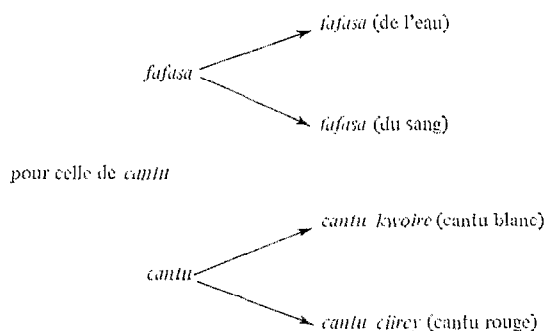 fafasa (de l'eau)
fafasa
fafasa (du sang)
pour celle de cantu
cantu kwoire (cantu blanc)
cantu
cantu ciirey (cantu rouge)